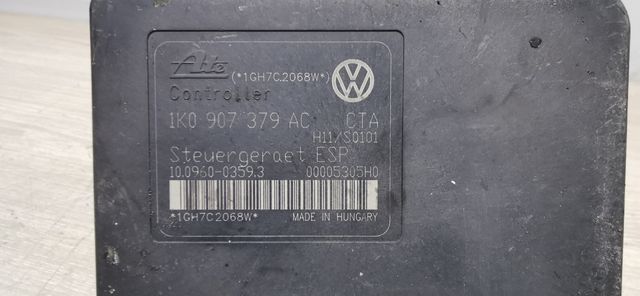 Ate (*1GH7C2068W*)
Controller
1K0 907 379 AC CTA
H11/S0101
Steuergeraet ESP
10.0960-0359.3 00005305H0
*1GH7C2068W* MADE IN HUNGARY